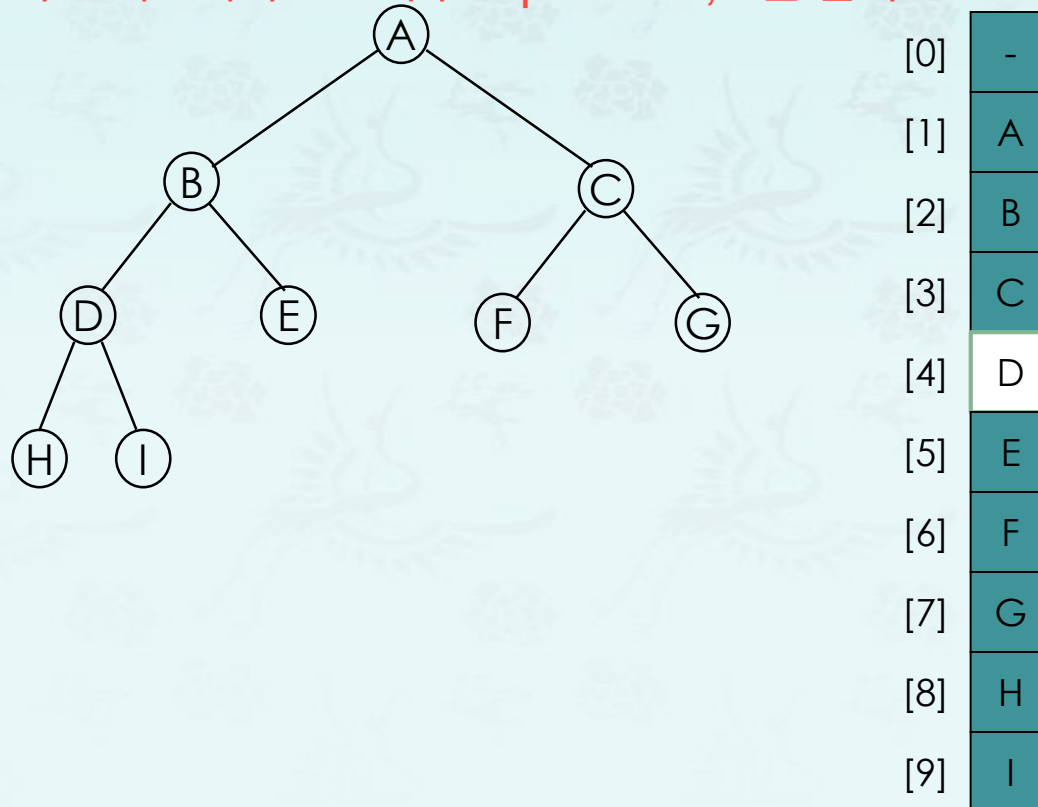 A
B
C
D
E
F
G
H
I
[0] -
[1] A
[2] B
[3] C
[4] D
[5] E
[6] F
[7] G
[8] H
[9] I